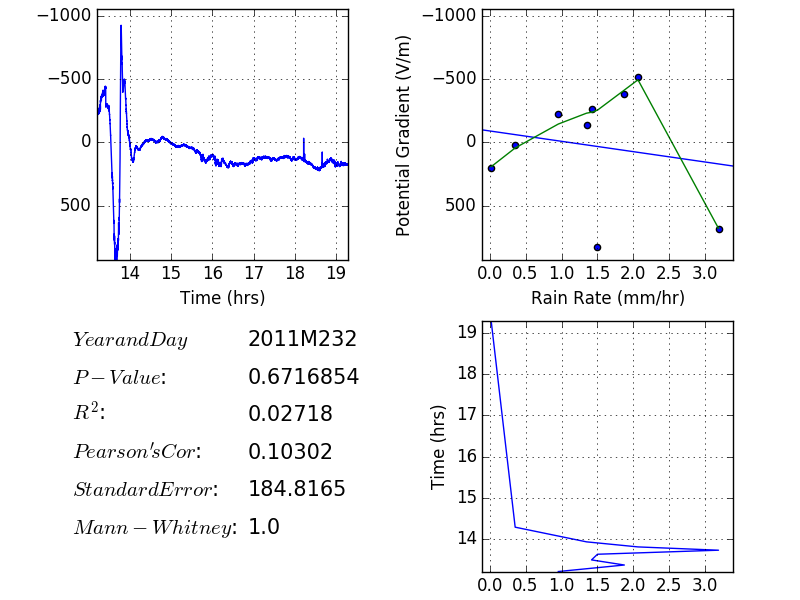 −1000
−500
0
500
14 15 16 17 18 19
Time (hrs)
Potential Gradient (V/m)
−1000
−500
0
500
0.0 0.5 1.0 1.5 2.0 2.5 3.0
Rain Rate (mm/hr)
YearandDay 2011M232
P−Value: 0.6716854
R²: 0.02718
Pearson'sCor: 0.10302
StandardError: 184.8165
Mann−Whitney: 1.0
Time (hrs)
19
18
17
16
15
14
0.0 0.5 1.0 1.5 2.0 2.5 3.0